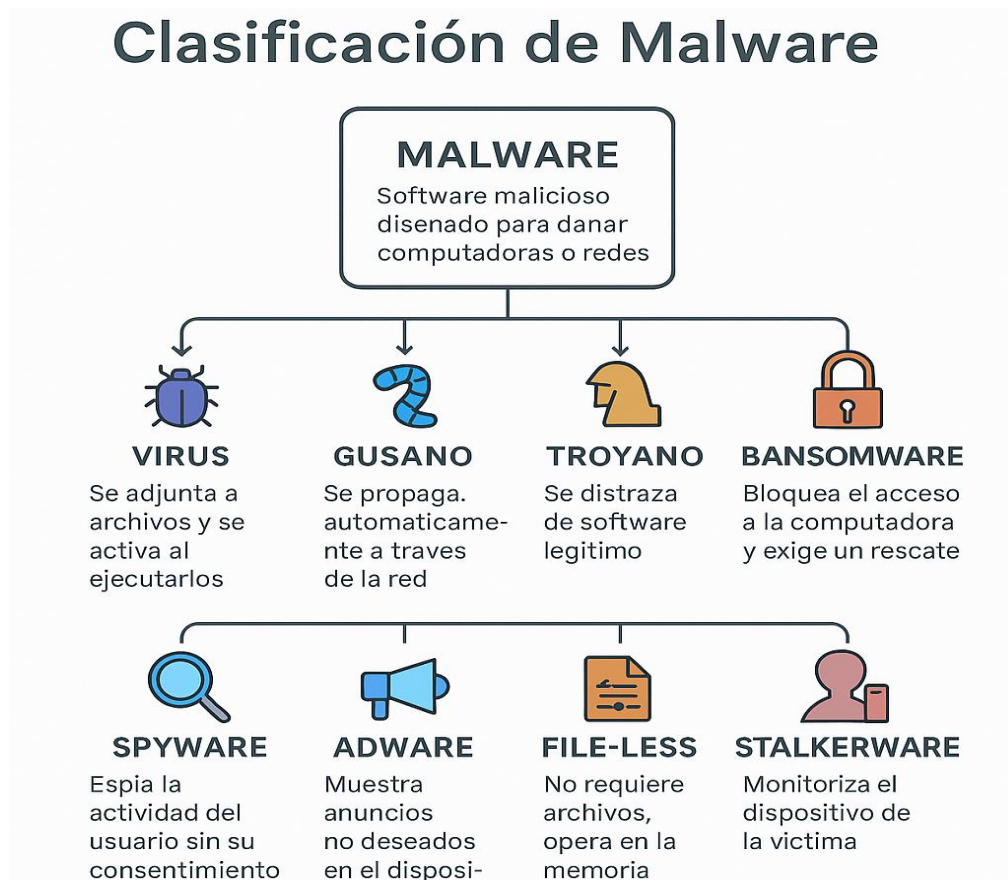 Clasificación de Malware
MALWARE
Software malicioso
disenado para danar
computadoras o redes
VIRUS
Se adjunta a
archivos y se
activa al
ejecutarlos
GUSANO
Se propaga.
automaticame-
nte a traves
de la red
TROYANO
Se distraza
de software
legitimo
BANSOMWARE
Bloquea el acceso
a la computadora
y exige un rescate
SPYWARE
Espia la
actividad del
usuario sin su
consentimiento
ADWARE
Muestra
anuncios
no deseados
en el disposi-
FILE-LESS
No requiere
archivos,
opera en la
memoria
STALKERWARE
Monitoriza el
dispositivo de
la victima